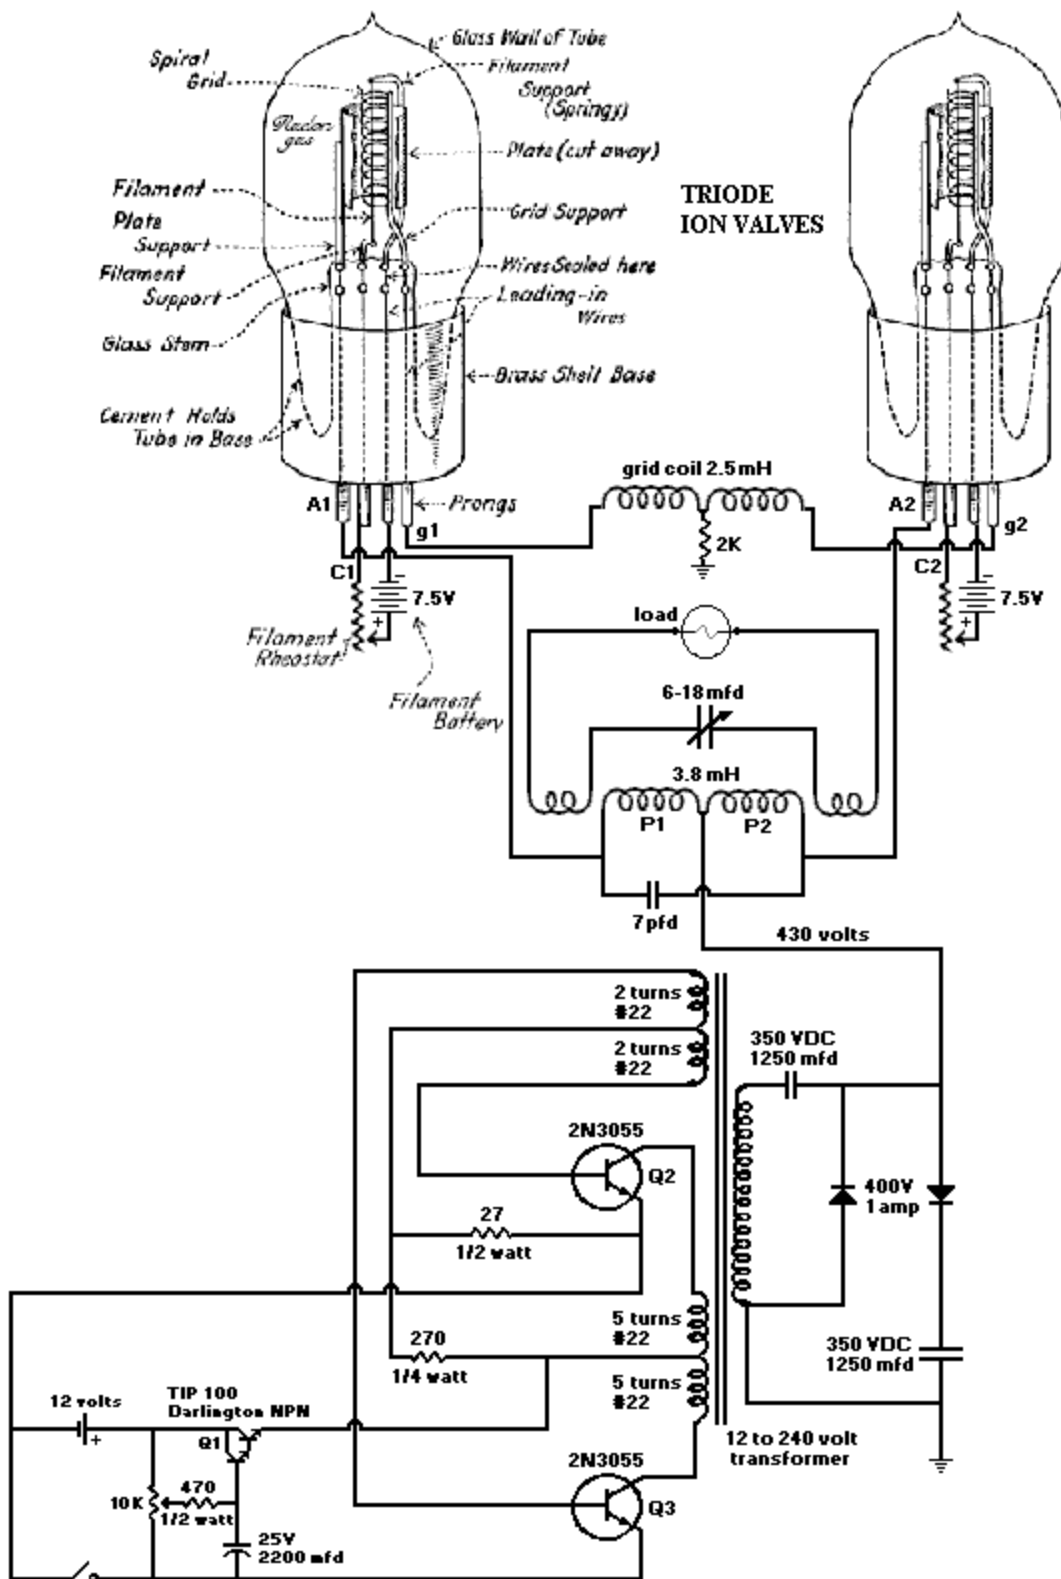 Glass Wall of Tube
Spiral
Grid
Filament
Support
(Springy)
Radon
gas
Plate (cut away)
Filament
Plate
Support
Grid Support
TRIODE
ION VALVES
Filament
Support
Wires Sealed here
Leading-in
Wires
Glass Stem
Brass Shell Base
Cement Holds
Tube in Base
grid coil 2.5mH
A1
Prongs
g1
A2
g2
2K
C1
C2
-
7.5V
+
-
7.5V
+
load
Filament
Rheostat
Filament
Battery
6-18mfd
3.8 mH
P1
P2
7pfd
430 volts
2 turns
#22
2 turns
#22
350 VDC
1250 mfd
2N3055
Q2
400V
1 amp
27
1/2 watt
5 turns
#22
270
1/4 watt
350 VDC
1250 mfd
5 turns
#22
12 volts
+
TIP 100
Darlington NPN
Q1
12 to 240 volt
transformer
2N3055
Q3
470
10K
1/2 watt
25V
2200 mfd